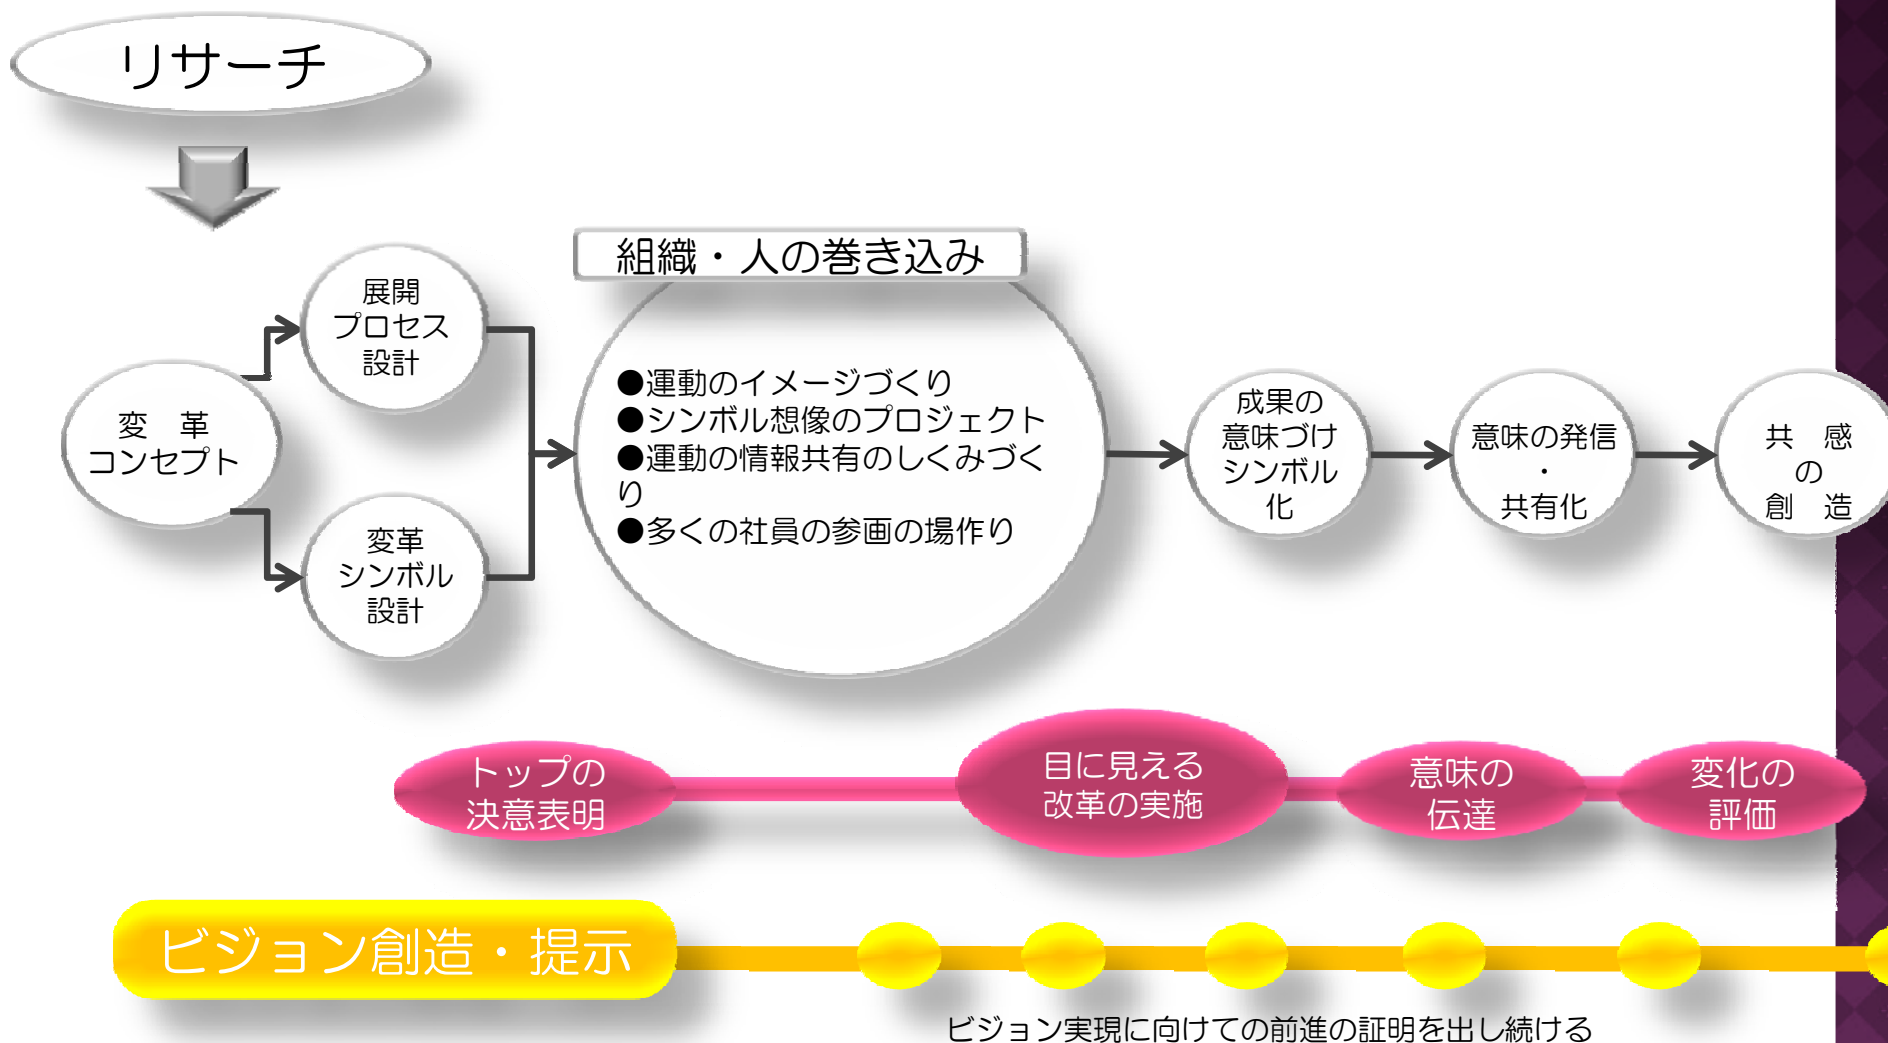 リサーチ
変　革
コンセプト
展開
プロセス
設計
変革
シンボル
設計
組織・人の巻き込み
●運動のイメージづくり
●シンボル想像のプロジェクト
●運動の情報共有のしくみづく
り
●多くの社員の参画の場作り
成果の
意味づけ
シンボル
化
意味の発信
・
共有化
共　感
の
創　造
トップの
決意表明
目に見える
改革の実施
意味の
伝達
変化の
評価
ビジョン創造・提示
ビジョン実現に向けての前進の証明を出し続ける